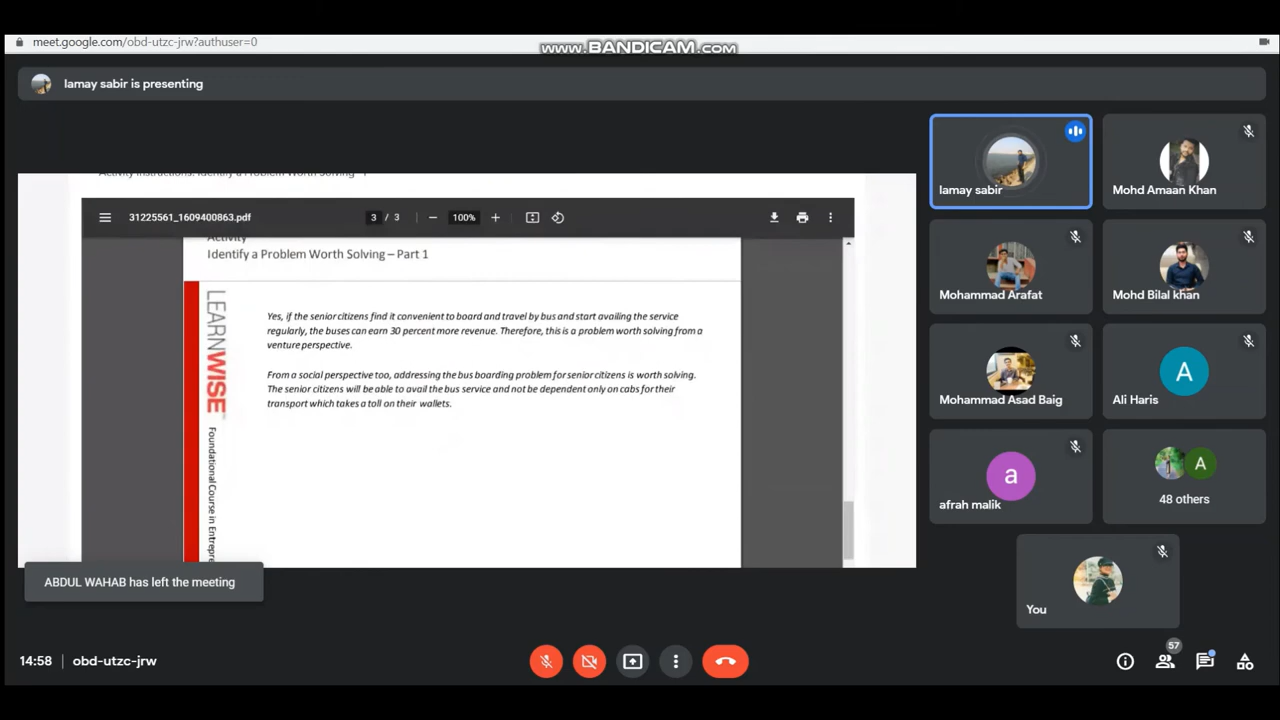 meet.google.com/obd-utzc-jrw?authuser=0
www.BANDICAM.com
lamay sabir is presenting
Activity Instructions: Identify a Problem Worth Solving -
31225561_1609400863.pdf
3 / 3
100%
Activity
Identify a Problem Worth Solving – Part 1
LEARNWISE
Foundational Course in Entrepre
Yes, if the senior citizens find it convenient to board and travel by bus and start availing the service
regularly, the buses can earn 30 percent more revenue. Therefore, this is a problem worth solving from a
venture perspective.
From a social perspective too, addressing the bus boarding problem for senior citizens is worth solving.
The senior citizens will be able to avail the bus service and not be dependent only on cabs for their
transport which takes a toll on their wallets.
ABDUL WAHAB has left the meeting
lamay sabir
Mohd Amaan Khan
Mohammad Arafat
Mohd Bilal khan
Mohammad Asad Baig
A
Ali Haris
a
afrah malik
A
48 others
You
14:58
obd-utzc-jrw
57